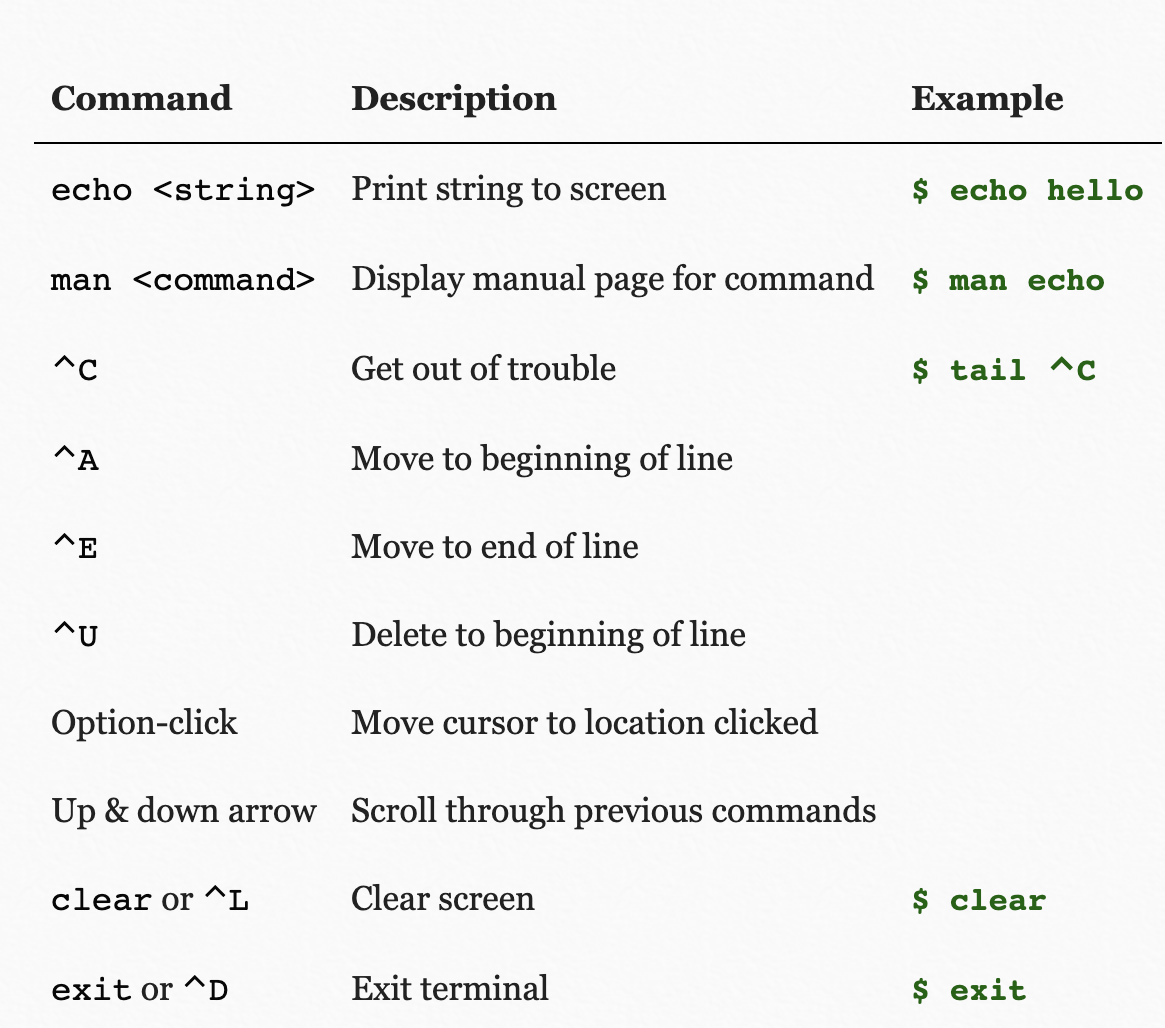 Command Description Example
echo <string> Print string to screen $ echo hello
man <command> Display manual page for command $ man echo
^C Get out of trouble $ tail ^C
^A Move to beginning of line
^E Move to end of line
^U Delete to beginning of line
Option-click Move cursor to location clicked
Up & down arrow Scroll through previous commands
clear or ^L Clear screen $ clear
exit or ^D Exit terminal $ exit